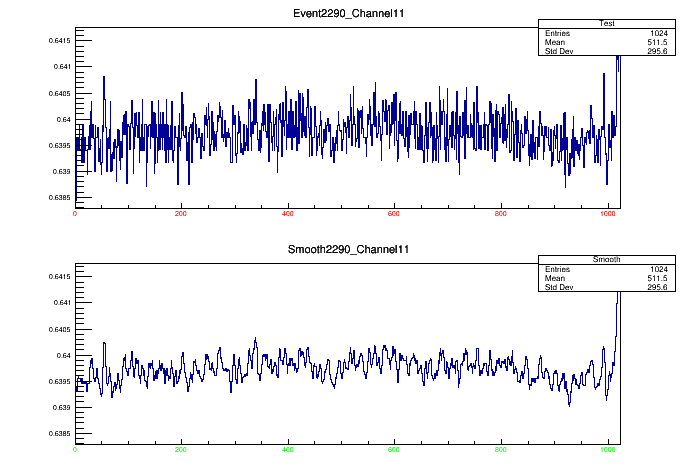 Event2290_Channel11
Test
Entries 1024
Mean 511.5
Std Dev 295.6
0.6415
0.641
0.6405
0.64
0.6395
0.639
0.6385
0 200 400 600 800 1000
Smooth2290_Channel11
Smooth
Entries 1024
Mean 511.5
Std Dev 295.6
0.6415
0.641
0.6405
0.64
0.6395
0.639
0.6385
0 200 400 600 800 1000